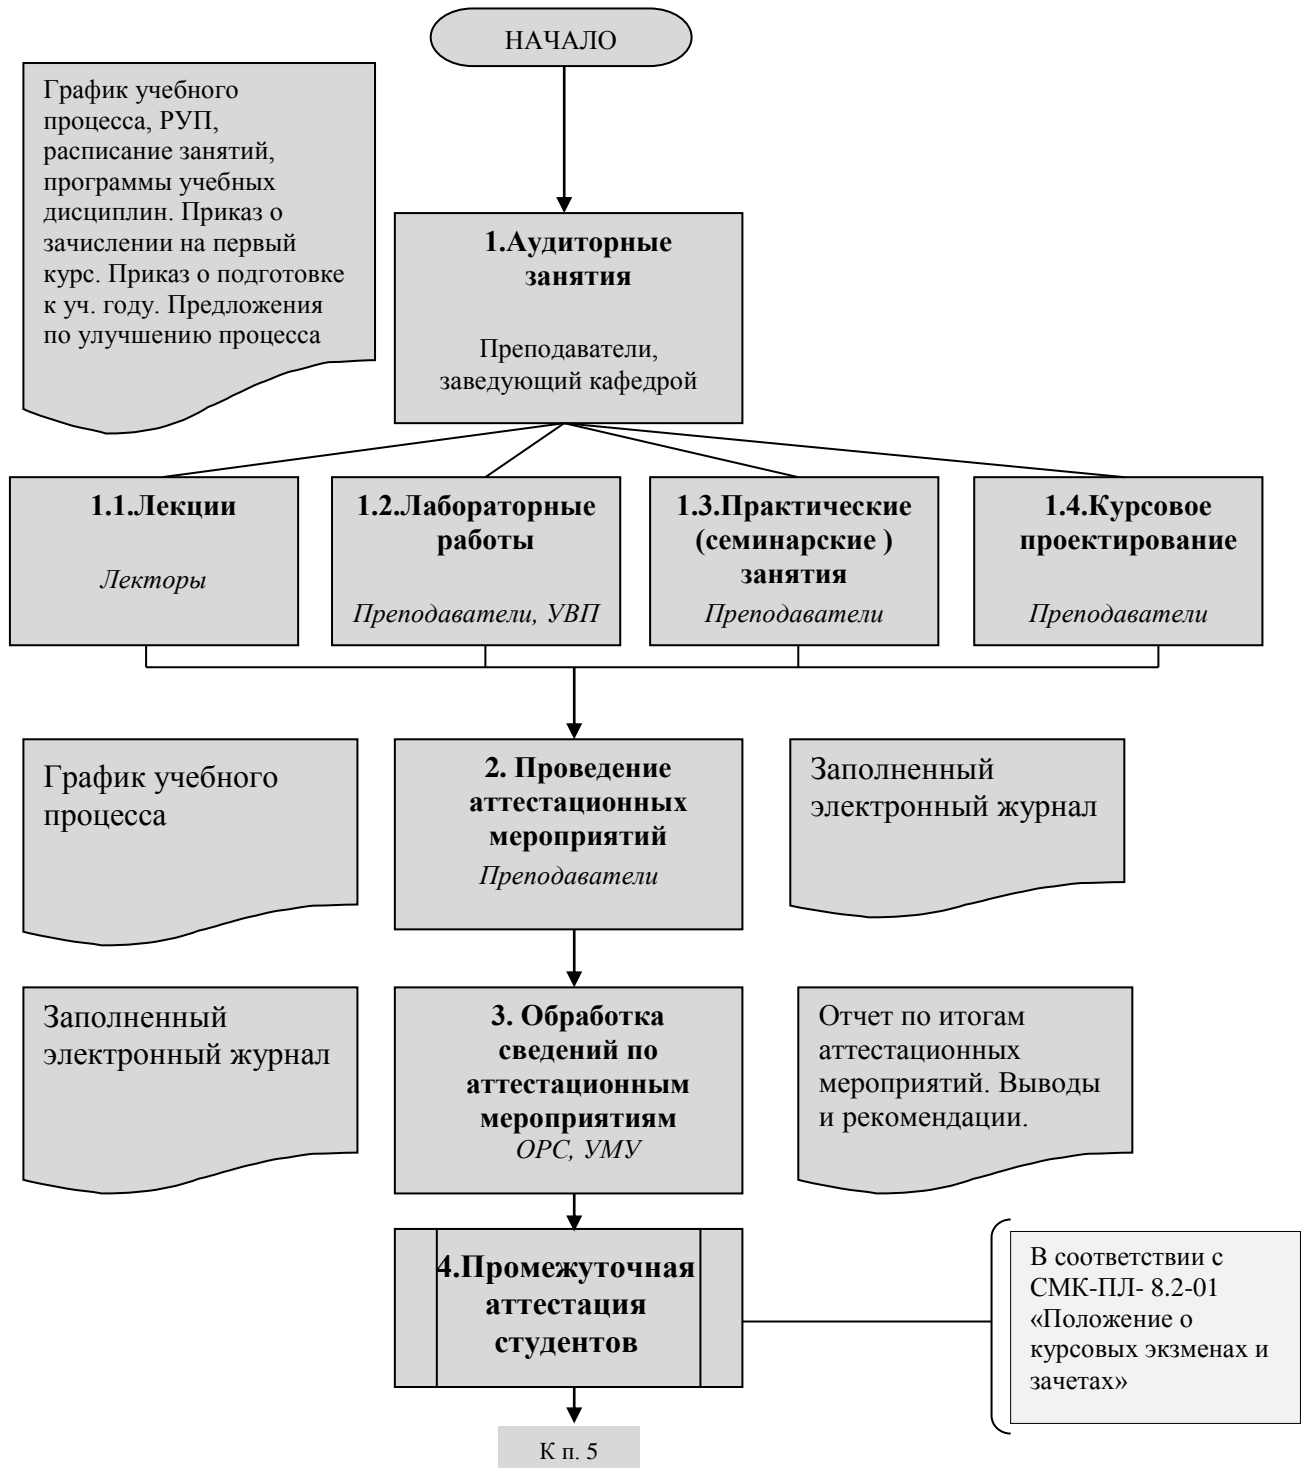 НАЧАЛО
График учебного
процесса, РУП,
расписание занятий,
программы учебных
дисциплин. Приказ о
зачислении на первый
курс. Приказ о подготовке
к уч. году. Предложения
по улучшению процесса
1.Аудиторные
занятия
Преподаватели,
заведующий кафедрой
1.1.Лекции
Лекторы
1.2.Лабораторные
работы
Преподаватели, УВП
1.3.Практические
(семинарские )
занятия
Преподаватели
1.4.Курсовое
проектирование
Преподаватели
График учебного
процесса
2. Проведение
аттестационных
мероприятий
Преподаватели
Заполненный
электронный журнал
Заполненный
электронный журнал
3. Обработка
сведений по
аттестационным
мероприятиям
ОРС, УМУ
Отчет по итогам
аттестационных
мероприятий. Выводы
и рекомендации.
4.Промежуточная
аттестация
студентов
В соответствии с
СМК-ПЛ- 8.2-01
«Положение о
курсовых экзменах и
зачетах»
К п. 5